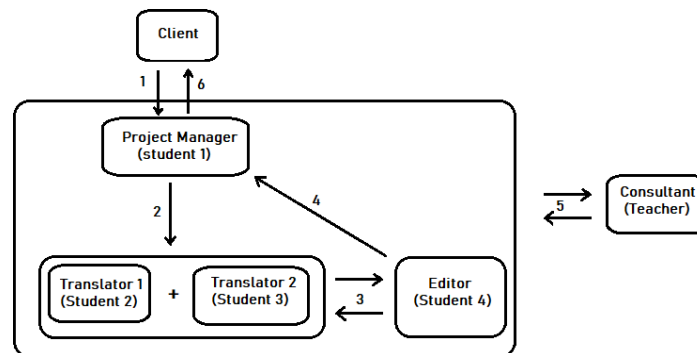 Client
1
6
Project Manager
(student 1)
2
4
Consultant
(Teacher)
5
Translator 1
(Student 2)
+
Translator 2
(Student 3)
3
Editor
(Student 4)